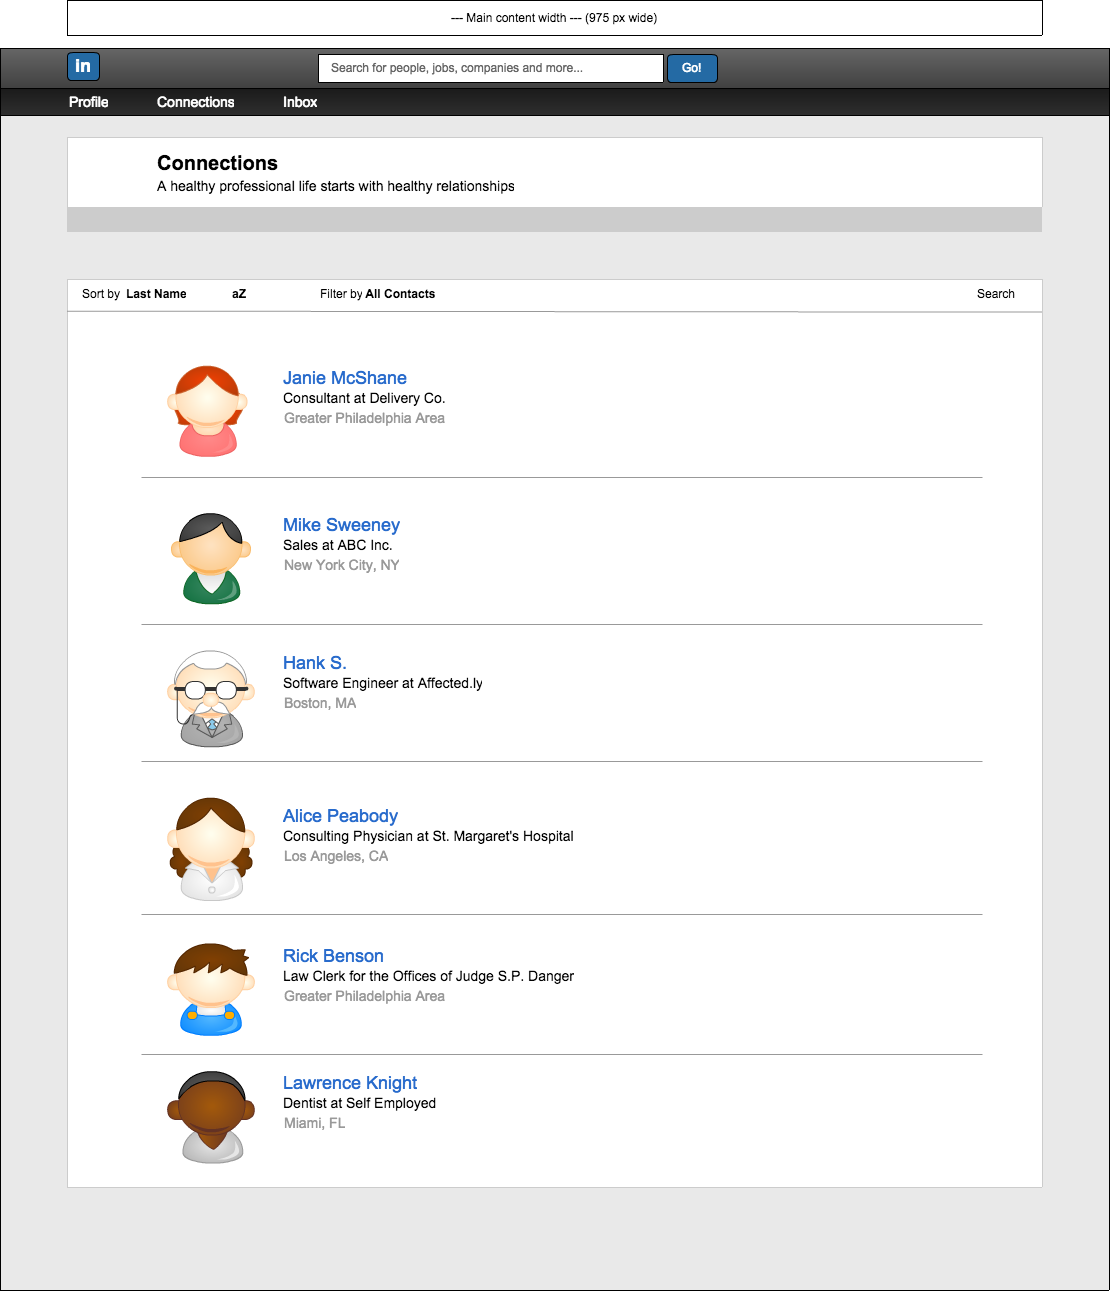 --- Main content width --- (975 px wide)
in
Search for people, jobs, companies and more...
Go!
Profile
Connections
Inbox
Connections
A healthy professional life starts with healthy relationships
Sort by Last Name
aZ
Filter by All Contacts
Search
Janie McShane
Consultant at Delivery Co.
Greater Philadelphia Area
Mike Sweeney
Sales at ABC Inc.
New York City, NY
Hank S.
Software Engineer at Affected.ly
Boston, MA
Alice Peabody
Consulting Physician at St. Margaret's Hospital
Los Angeles, CA
Rick Benson
Law Clerk for the Offices of Judge S.P. Danger
Greater Philadelphia Area
Lawrence Knight
Dentist at Self Employed
Miami, FL